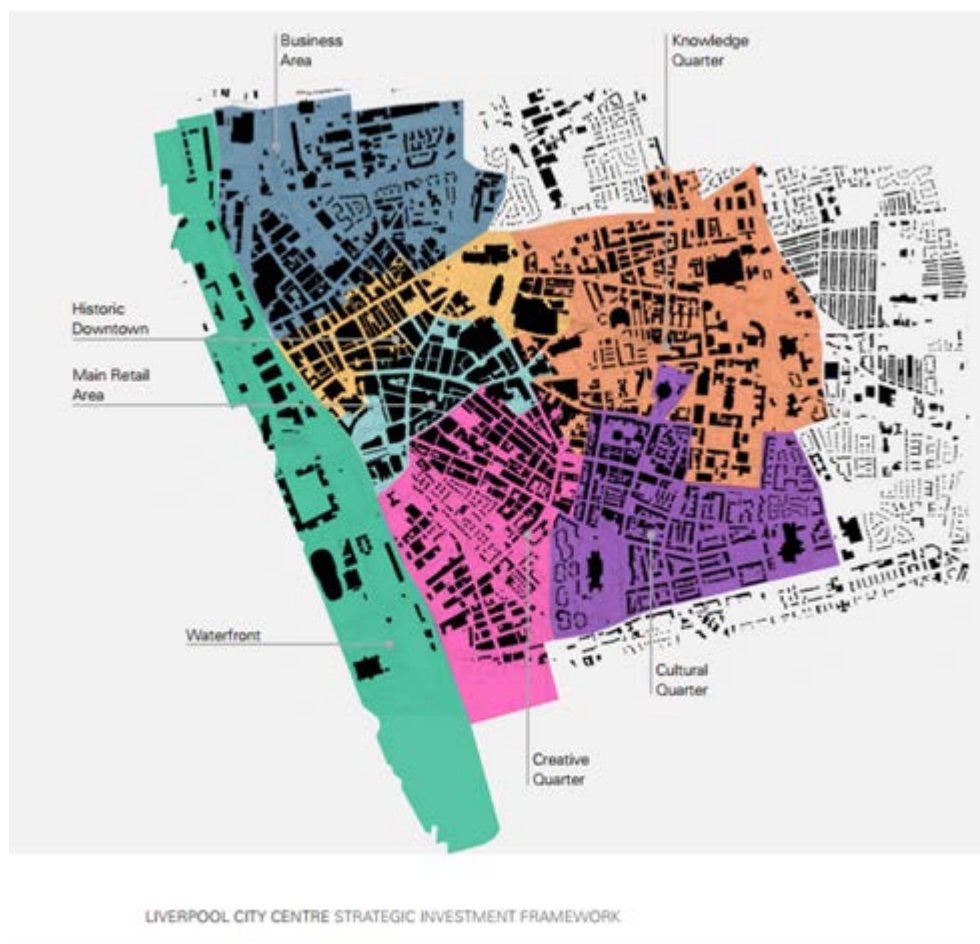 Business
Area
Knowledge
Quarter
Historic
Downtown
Main Retail
Area
Waterfront
Cultural
Quarter
Creative
Quarter
LIVERPOOL CITY CENTRE STRATEGIC INVESTMENT FRAMEWORK